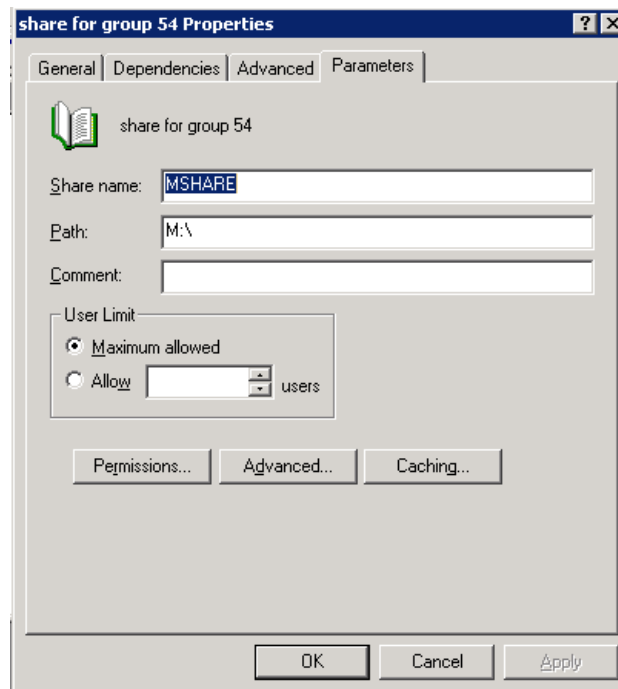 share for group 54 Properties
General Dependencies Advanced Parameters
share for group 54
Share name: MSHARE
Path: M:\
Comment:
User Limit
Maximum allowed
Allow users
Permissions... Advanced... Caching...
OK Cancel Apply